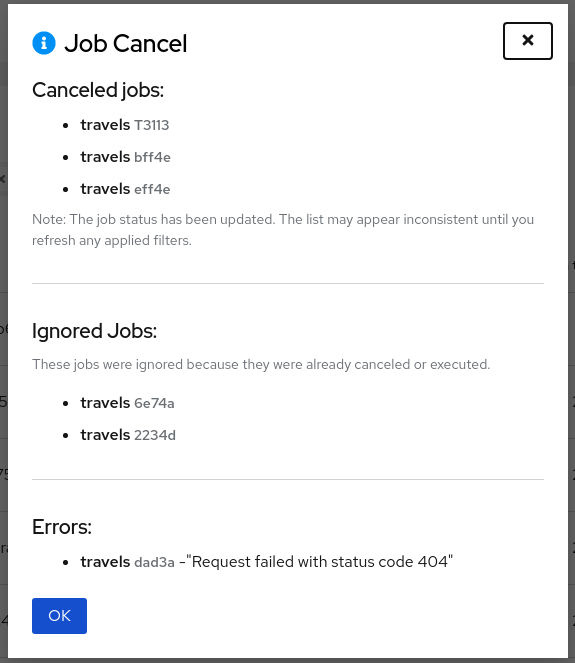 Job Cancel
Canceled jobs:
travels T3113
travels bff4e
travels eff4e
Note: The job status has been updated. The list may appear inconsistent until you
refresh any applied filters.
Ignored Jobs:
These jobs were ignored because they were already canceled or executed.
travels 6e74a
travels 2234d
Errors:
travels dad3a -"Request failed with status code 404"
OK